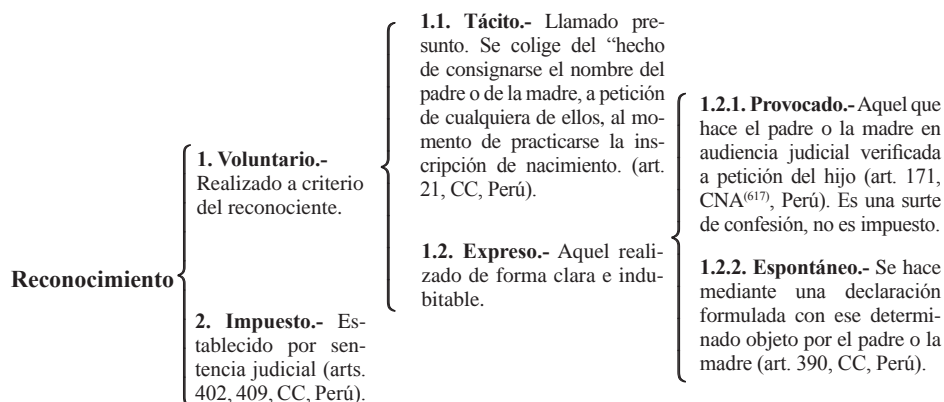 Reconocimiento
1. Voluntario.-
Realizado a criterio
del reconociente.
1.1. Tácito.- Llamado pre-
sunto. Se colige del “hecho
de consignarse el nombre del
padre o de la madre, a petición
de cualquiera de ellos, al mo-
mento de practicarse la ins-
cripción de nacimiento. (art.
21, CC, Perú).
1.2. Expreso.- Aquel reali-
zado de forma clara e indu-
bitable.
1.2.1. Provocado.- Aquel que
hace el padre o la madre en
audiencia judicial verificada
a petición del hijo (art. 171,
CNA(617), Perú). Es una surte
de confesión, no es impuesto.
1.2.2. Espontáneo.- Se hace
mediante una declaración
formulada con ese determi-
nado objeto por el padre o la
madre (art. 390, CC, Perú).
2. Impuesto.- Es-
tablecido por sen-
tencia judicial (arts.
402, 409, CC, Perú).